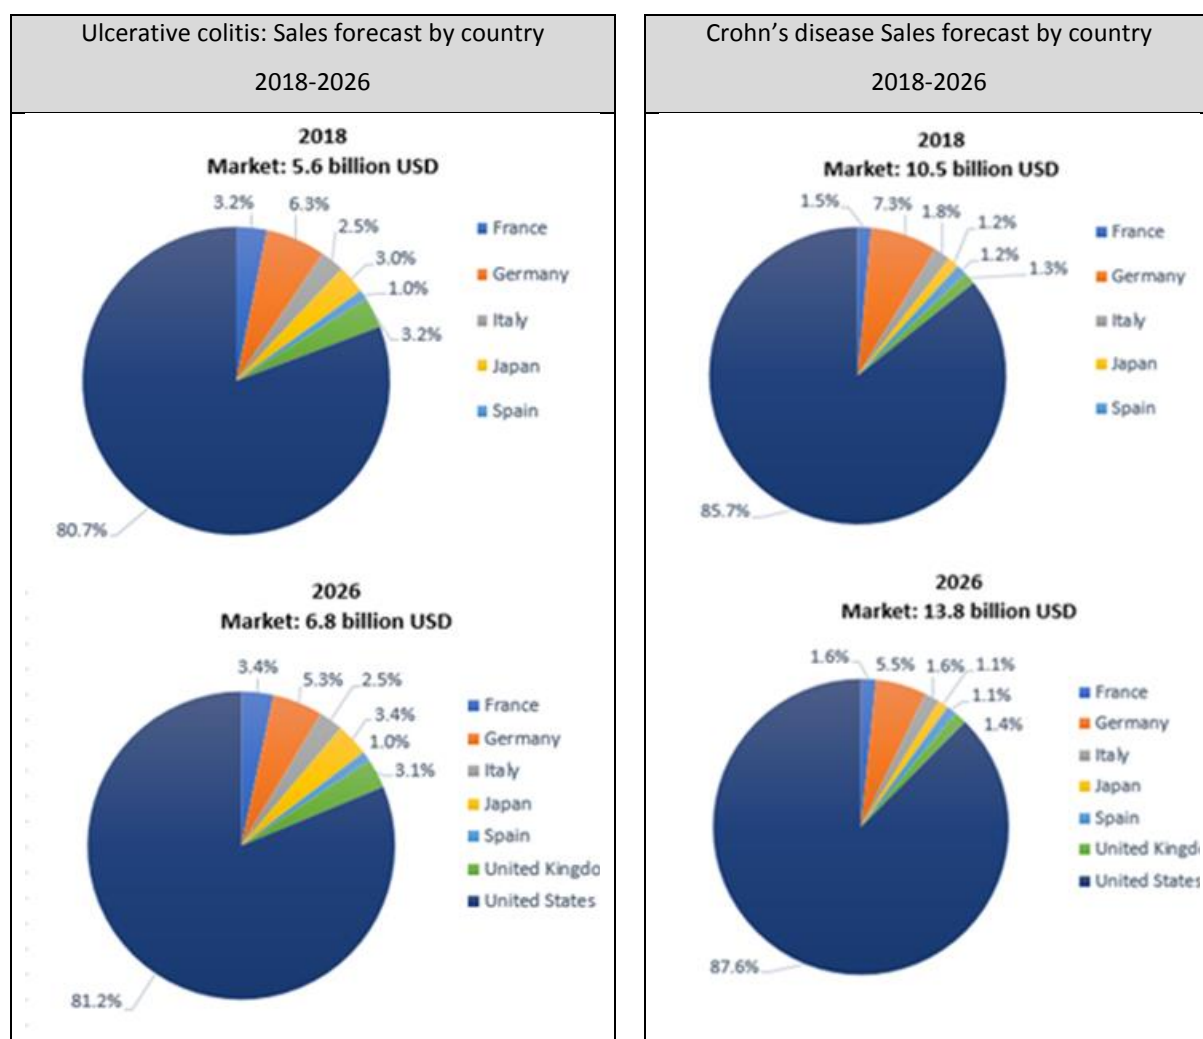 Ulcerative colitis: Sales forecast by country
2018-2026
2018
Market: 5.6 billion USD
3.2%
6.3%
2.5%
3.0%
1.0%
3.2%
80.7%
France
Germany
Italy
Japan
Spain
2026
Market: 6.8 billion USD
3.4%
5.3%
2.5%
3.4%
1.0%
3.1%
81.2%
France
Germany
Italy
Japan
Spain
United Kingdo
United States
Crohn’s disease Sales forecast by country
2018-2026
2018
Market: 10.5 billion USD
1.5%
7.3%
1.8%
1.2%
1.2%
1.3%
85.7%
France
Germany
Italy
Japan
Spain
2026
Market: 13.8 billion USD
1.6%
5.5%
1.6%
1.1%
1.1%
1.4%
87.6%
France
Germany
Italy
Japan
Spain
United Kingd
United States